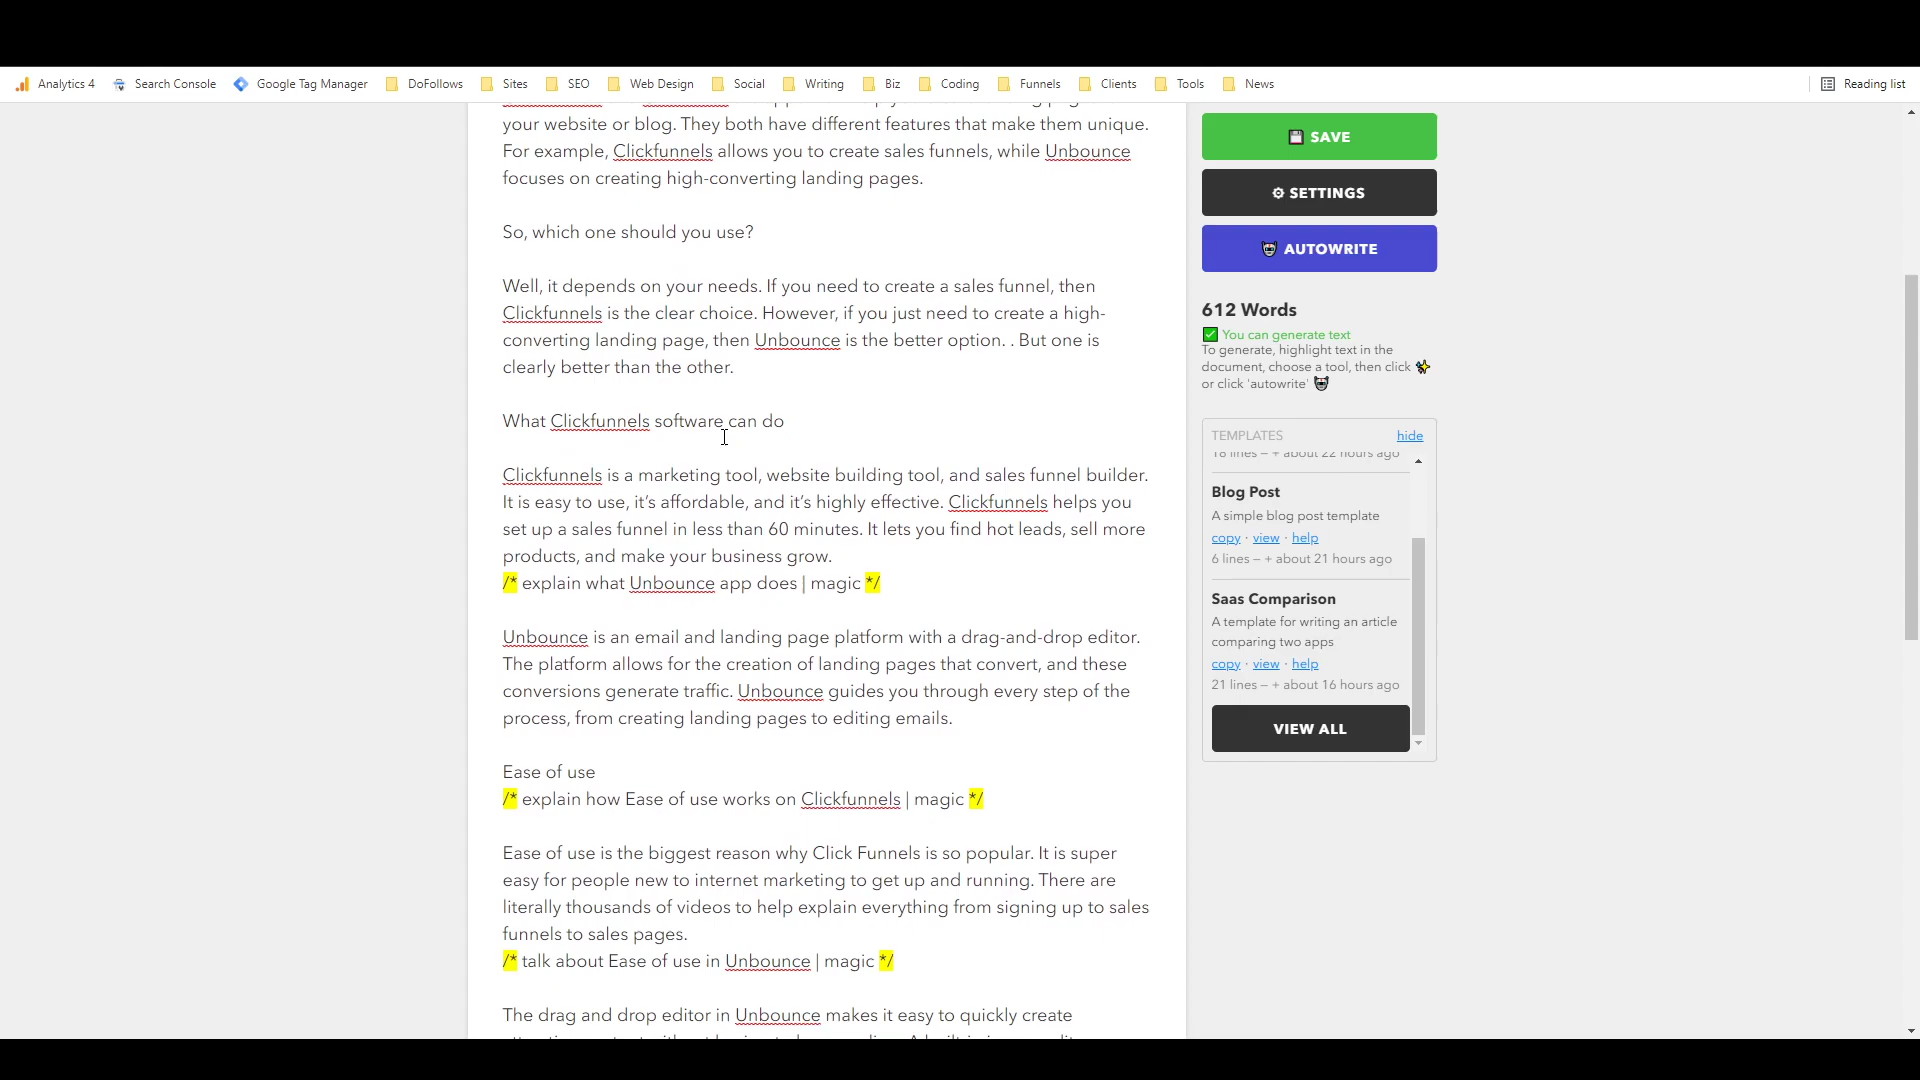 Analytics 4 Search Console Google Tag Manager DoFollows Sites SEO Web Design Social Writing Biz Coding Funnels Clients Tools News Reading list
your website or blog. They both have different features that make them unique.
For example, Clickfunnels allows you to create sales funnels, while Unbounce
focuses on creating high-converting landing pages.
So, which one should you use?
Well, it depends on your needs. If you need to create a sales funnel, then
Clickfunnels is the clear choice. However, if you just need to create a high-
converting landing page, then Unbounce is the better option. . But one is
clearly better than the other.
What Clickfunnels software can do
Clickfunnels is a marketing tool, website building tool, and sales funnel builder.
It is easy to use, it’s affordable, and it’s highly effective. Clickfunnels helps you
set up a sales funnel in less than 60 minutes. It lets you find hot leads, sell more
products, and make your business grow.
/* explain what Unbounce app does | magic */
Unbounce is an email and landing page platform with a drag-and-drop editor.
The platform allows for the creation of landing pages that convert, and these
conversions generate traffic. Unbounce guides you through every step of the
process, from creating landing pages to editing emails.
Ease of use
/* explain how Ease of use works on Clickfunnels | magic */
Ease of use is the biggest reason why Click Funnels is so popular. It is super
easy for people new to internet marketing to get up and running. There are
literally thousands of videos to help explain everything from signing up to sales
funnels to sales pages.
/* talk about Ease of use in Unbounce | magic */
The drag and drop editor in Unbounce makes it easy to quickly create
SAVE
SETTINGS
AUTOWRITE
612 Words
You can generate text
To generate, highlight text in the
document, choose a tool, then click
or click 'autowrite'
TEMPLATES hide
18 lines — + about 22 hours ago
Blog Post
A simple blog post template
copy · view · help
6 lines — + about 21 hours ago
Saas Comparison
A template for writing an article
comparing two apps
copy · view · help
21 lines — + about 16 hours ago
VIEW ALL